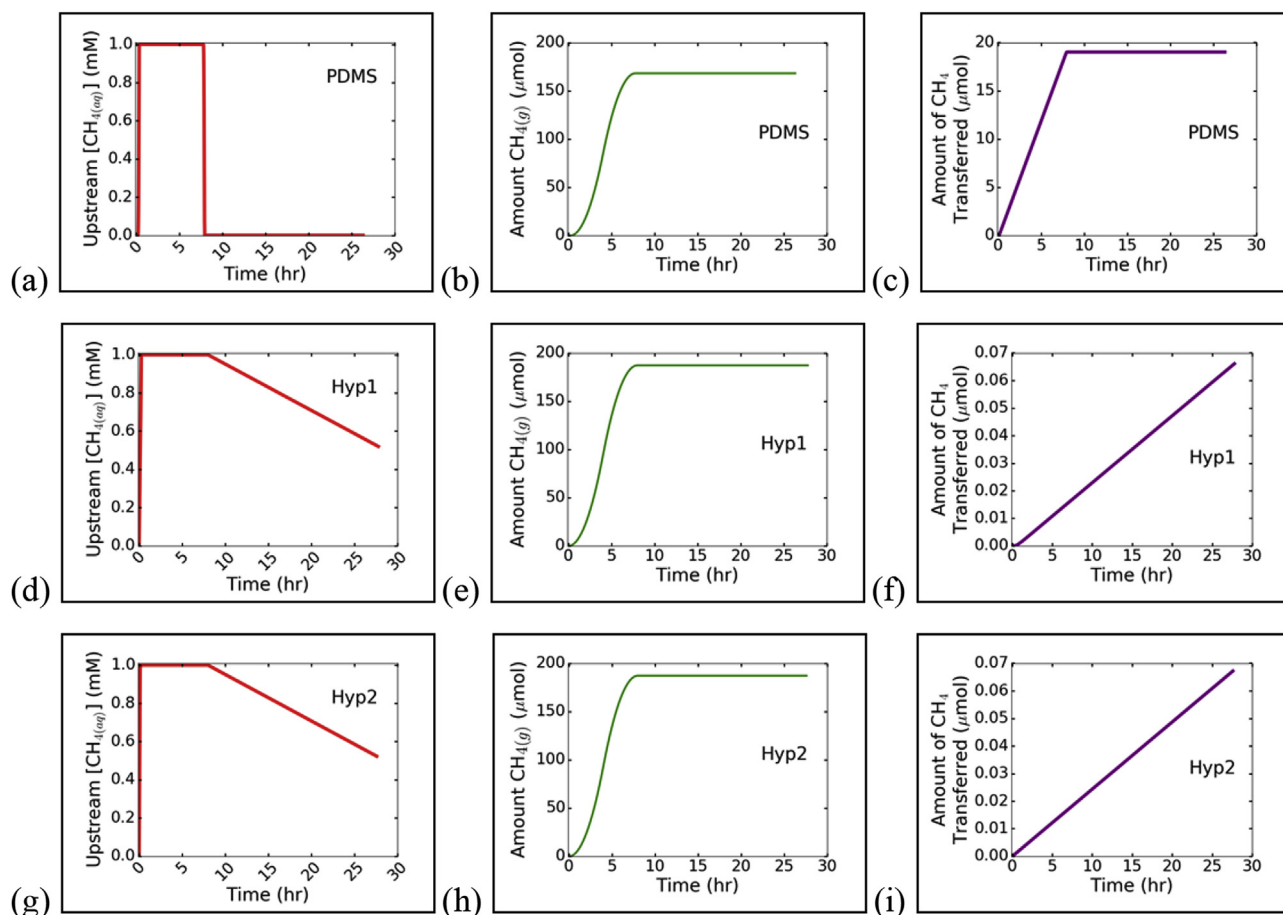 (a)
Upstream [CH4(aq)] (mM)
1.0
0.8
0.6
0.4
0.2
0.0
PDMS
0 5 10 15 20 25 30
Time (hr)
(b)
Amount CH4(g) (μmol)
200
150
100
50
0
PDMS
0 5 10 15 20 25 30
Time (hr)
(c)
Amount of CH4
Transferred (μmol)
20
15
10
5
0
PDMS
0 5 10 15 20 25 30
Time (hr)
(d)
Upstream [CH4(aq)] (mM)
1.0
0.8
0.6
0.4
0.2
0.0
Hyp1
0 5 10 15 20 25 30
Time (hr)
(e)
Amount CH4(g) (μmol)
200
150
100
50
0
Hyp1
0 5 10 15 20 25 30
Time (hr)
(f)
Amount of CH4
Transferred (μmol)
0.07
0.06
0.05
0.04
0.03
0.02
0.01
0.00
Hyp1
0 5 10 15 20 25 30
Time (hr)
(g)
Upstream [CH4(aq)] (mM)
1.0
0.8
0.6
0.4
0.2
0.0
Hyp2
0 5 10 15 20 25 30
Time (hr)
(h)
Amount CH4(g) (μmol)
200
150
100
50
0
Hyp2
0 5 10 15 20 25 30
Time (hr)
(i)
Amount of CH4
Transferred (μmol)
0.07
0.06
0.05
0.04
0.03
0.02
0.01
0.00
Hyp2
0 5 10 15 20 25 30
Time (hr)